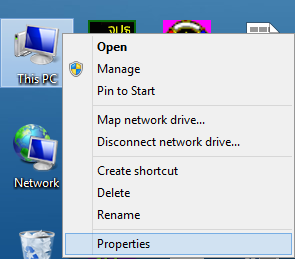 This PC
Network
Open
Manage
Pin to Start
Map network drive...
Disconnect network drive...
Create shortcut
Delete
Rename
Properties